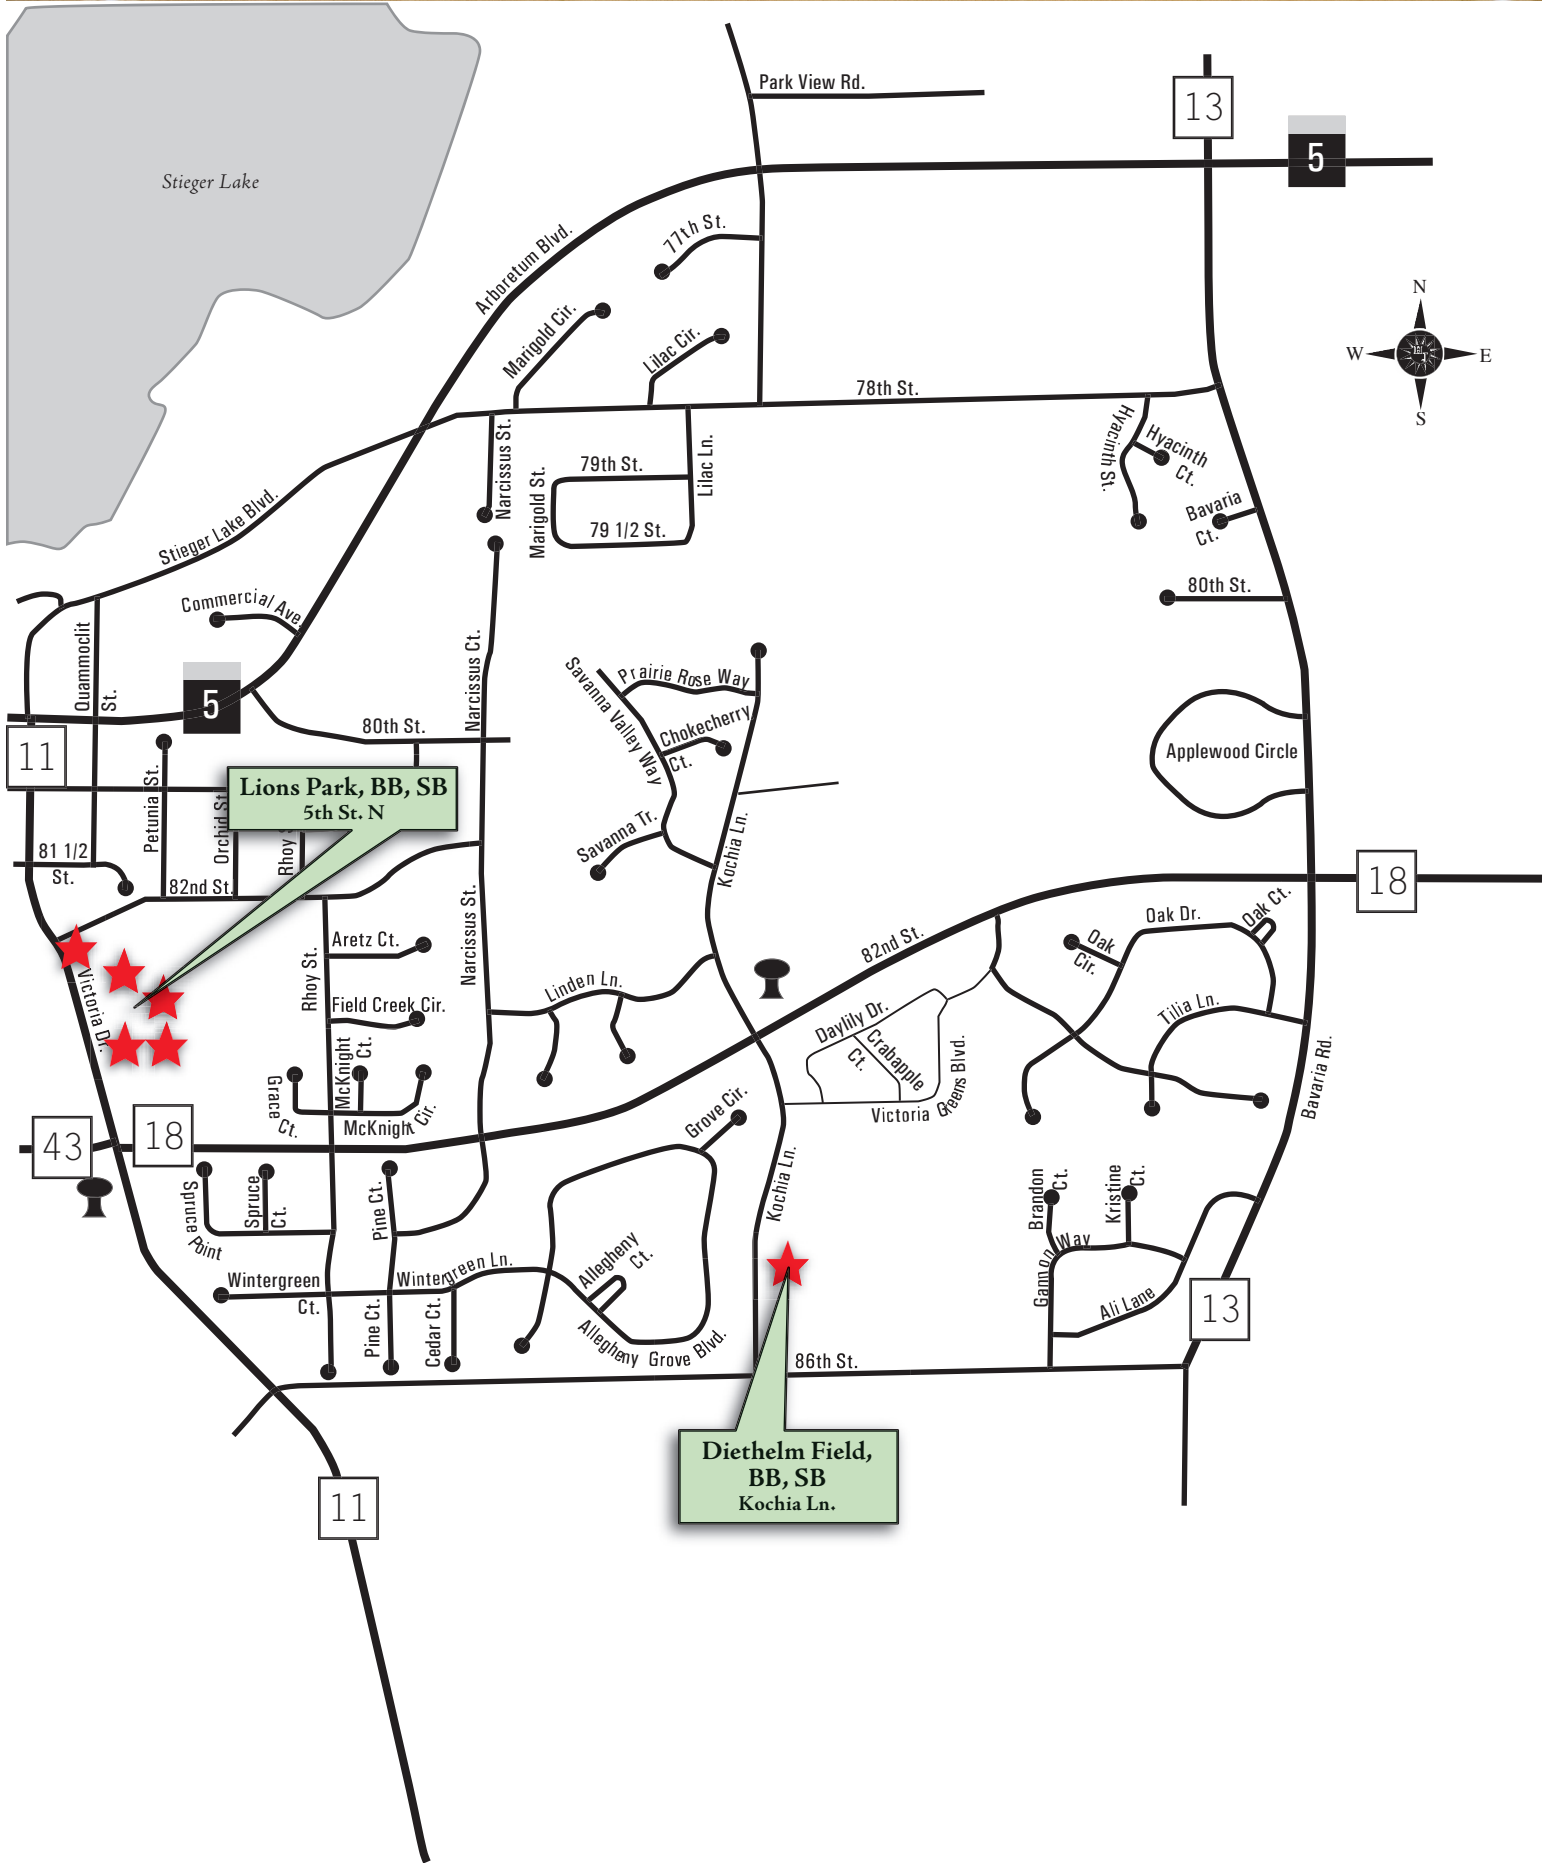 Park View Rd.
13
5
Stieger Lake
77th St.
Arboretum Blvd.
N
W
E
S
Marigold Cir.
Lilac Cir.
78th St.
Hyacinth St.
Hyacinth
Ct.
Narcissus St.
Lilac Ln.
79th St.
Marigold St.
79 1/2 St.
Bavaria
Ct.
Stieger Lake Blvd.
80th St.
Commercial Ave.
Quammoclit
St.
Narcissus Ct.
Savanna Valley Way
Prairie Rose Way
5
80th St.
Chokecherry
Ct.
11
Applewood Circle
Petunia St.
Orchid St.
Rhoy
Lions Park, BB, SB
5th St. N
Savanna Tr.
Kochia Ln.
81 1/2
St.
82nd St.
18
Narcissus St.
Aretz Ct.
82nd St.
Oak Dr.
Oak Ct.
Oak
Cir.
Rhoy St.
Victoria Dr.
Linden Ln.
Field Creek Cir.
Tilia Ln.
Daylily Dr.
Crabapple
Ct.
McKnight
Ct.
Grace
Ct.
McKnight Cir.
Victoria Greens Blvd.
Bavaria Rd.
Grove Cir.
43
18
Kochia Ln.
Spruce
Point
Spruce
Ct.
Pine Ct.
Brandon
Ct.
Kristine
Ct.
Gannon Way
Wintergreen
Ct.
Wintergreen Ln.
Allegheny
Ct.
Ali Lane
13
Pine Ct.
Cedar Ct.
Allegheny Grove Blvd.
86th St.
Diethelm Field,
BB, SB
Kochia Ln.
11